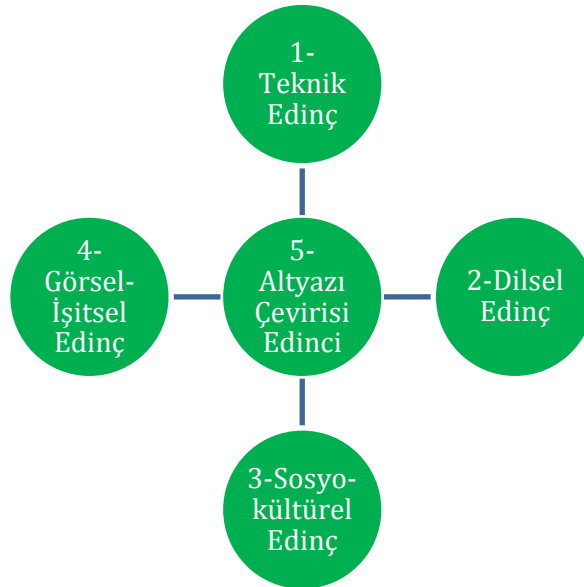 1-
Teknik
Edinç
4-
Görsel-
İşitsel
Edinç
5-
Altyazı
Çevirisi
Edinci
2-Dilsel
Edinç
3-Sosyo-
kültürel
Edinç